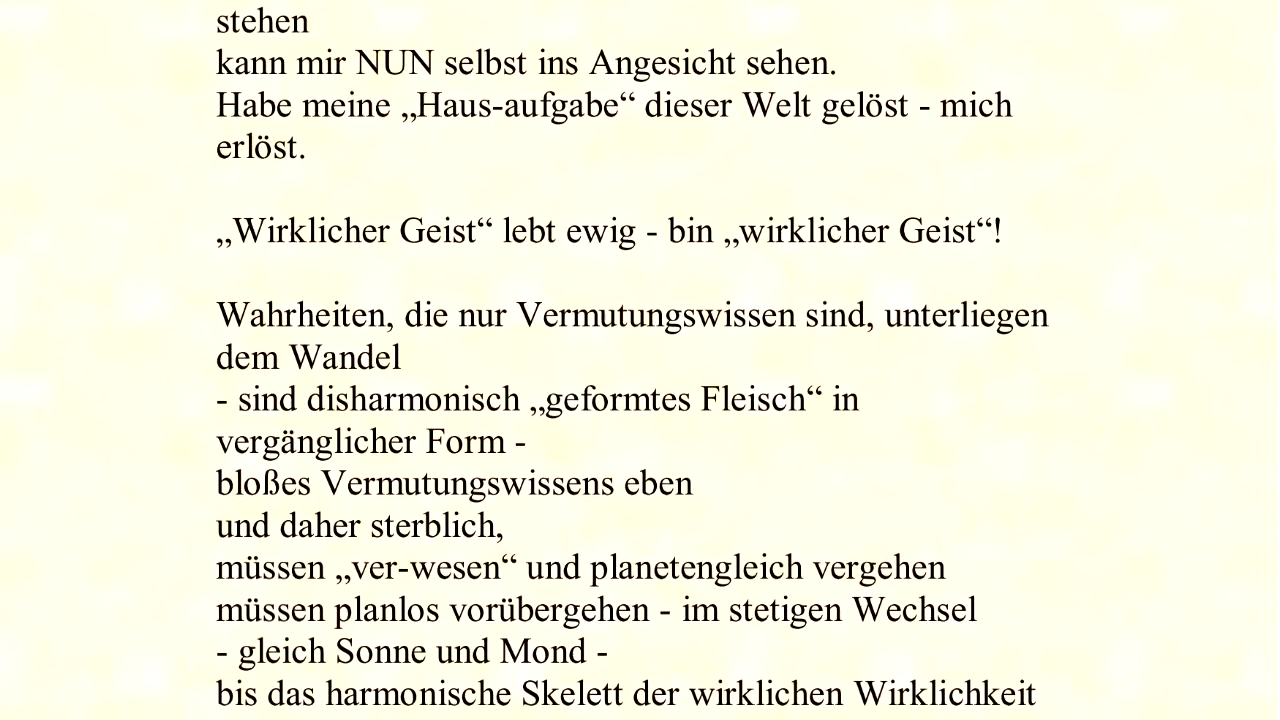 stehen
kann mir NUN selbst ins Angesicht sehen.
Habe meine „Haus-aufgabe“ dieser Welt gelöst - mich
erlöst.
„Wirklicher Geist“ lebt ewig - bin „wirklicher Geist“!
Wahrheiten, die nur Vermutungswissen sind, unterliegen
dem Wandel
- sind disharmonisch „geformtes Fleisch“ in
vergänglicher Form -
bloßes Vermutungswissens eben
und daher sterblich,
müssen „ver-wesen“ und planetengleich vergehen
müssen planlos vorübergehen - im stetigen Wechsel
- gleich Sonne und Mond -
bis das harmonische Skelett der wirklichen Wirklichkeit